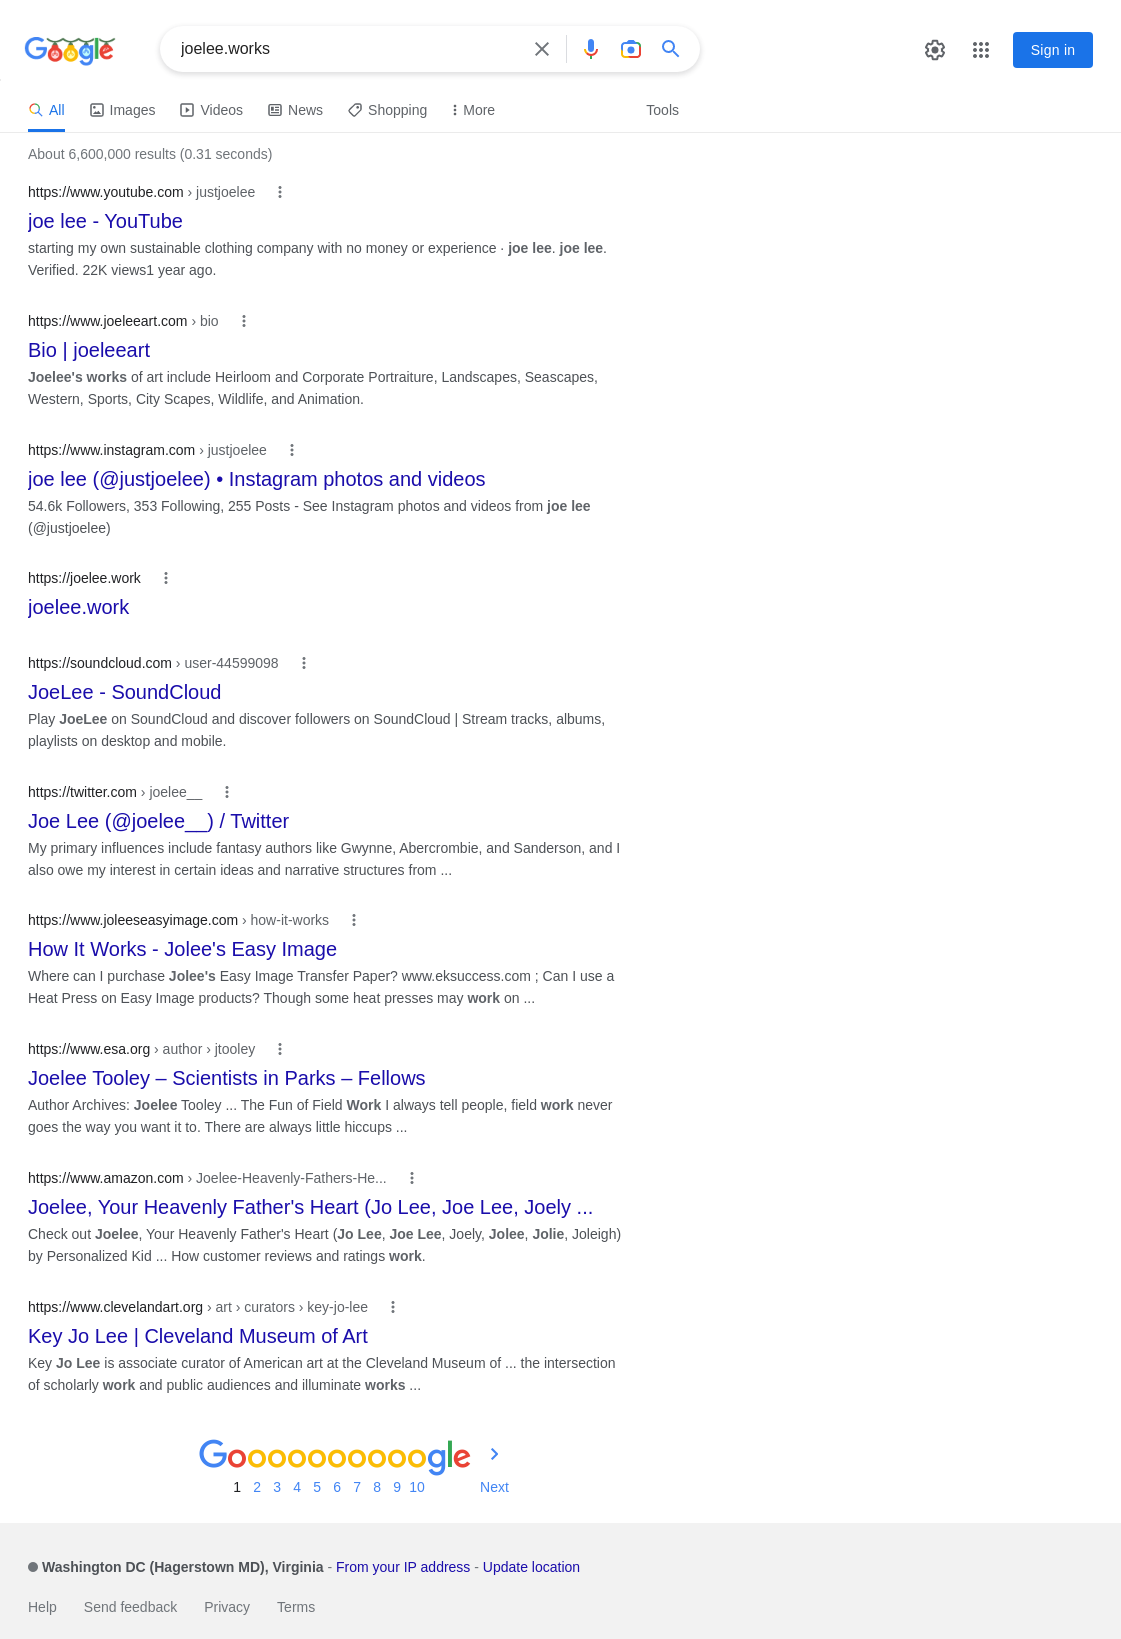 Google
joelee.works
Sign in
All
Images
Videos
News
Shopping
More
Tools
About 6,600,000 results (0.31 seconds)
https://www.youtube.com › justjoelee
joe lee - YouTube
starting my own sustainable clothing company with no money or experience · joe lee. joe lee.
Verified. 22K views1 year ago.
https://www.joeleeart.com › bio
Bio | joeleeart
Joelee's works of art include Heirloom and Corporate Portraiture, Landscapes, Seascapes,
Western, Sports, City Scapes, Wildlife, and Animation.
https://www.instagram.com › justjoelee
joe lee (@justjoelee) • Instagram photos and videos
54.6k Followers, 353 Following, 255 Posts - See Instagram photos and videos from joe lee
(@justjoelee)
https://joelee.work
joelee.work
https://soundcloud.com › user-44599098
JoeLee - SoundCloud
Play JoeLee on SoundCloud and discover followers on SoundCloud | Stream tracks, albums,
playlists on desktop and mobile.
https://twitter.com › joelee__
Joe Lee (@joelee__) / Twitter
My primary influences include fantasy authors like Gwynne, Abercrombie, and Sanderson, and I
also owe my interest in certain ideas and narrative structures from ...
https://www.joleeseasyimage.com › how-it-works
How It Works - Jolee's Easy Image
Where can I purchase Jolee's Easy Image Transfer Paper? www.eksuccess.com ; Can I use a
Heat Press on Easy Image products? Though some heat presses may work on ...
https://www.esa.org › author › jtooley
Joelee Tooley – Scientists in Parks – Fellows
Author Archives: Joelee Tooley ... The Fun of Field Work I always tell people, field work never
goes the way you want it to. There are always little hiccups ...
https://www.amazon.com › Joelee-Heavenly-Fathers-He...
Joelee, Your Heavenly Father's Heart (Jo Lee, Joe Lee, Joely ...
Check out Joelee, Your Heavenly Father's Heart (Jo Lee, Joe Lee, Joely, Jolee, Jolie, Joleigh)
by Personalized Kid ... How customer reviews and ratings work.
https://www.clevelandart.org › art › curators › key-jo-lee
Key Jo Lee | Cleveland Museum of Art
Key Jo Lee is associate curator of American art at the Cleveland Museum of ... the intersection
of scholarly work and public audiences and illuminate works ...
Goooooooooogle
1 2 3 4 5 6 7 8 9 10 Next
Washington DC (Hagerstown MD), Virginia - From your IP address - Update location
Help Send feedback Privacy Terms